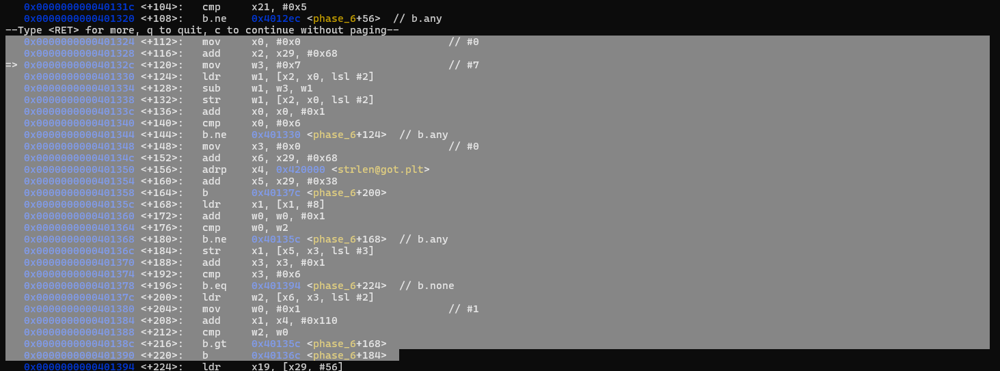 0x000000000040131c <+104>: cmp x21, #0x5
0x0000000000401320 <+108>: b.ne 0x4012ec <phase_6+56> // b.any
--Type <RET> for more, q to quit, c to continue without paging--
0x0000000000401324 <+112>: mov x0, #0x0 // #0
0x0000000000401328 <+116>: add x2, x29, #0x68
=> 0x000000000040132c <+120>: mov w3, #0x7 // #7
0x0000000000401330 <+124>: ldr w1, [x2, x0, lsl #2]
0x0000000000401334 <+128>: sub w1, w3, w1
0x0000000000401338 <+132>: str w1, [x2, x0, lsl #2]
0x000000000040133c <+136>: add x0, x0, #0x1
0x0000000000401340 <+140>: cmp x0, #0x6
0x0000000000401344 <+144>: b.ne 0x401330 <phase_6+124> // b.any
0x0000000000401348 <+148>: mov x3, #0x0 // #0
0x000000000040134c <+152>: add x6, x29, #0x68
0x0000000000401350 <+156>: adrp x4, 0x420000 <strlen@got.plt>
0x0000000000401354 <+160>: add x5, x29, #0x38
0x0000000000401358 <+164>: b 0x40137c <phase_6+200>
0x000000000040135c <+168>: ldr x1, [x1, #8]
0x0000000000401360 <+172>: add w0, w0, #0x1
0x0000000000401364 <+176>: cmp w0, w2
0x0000000000401368 <+180>: b.ne 0x40135c <phase_6+168> // b.any
0x000000000040136c <+184>: str x1, [x5, x3, lsl #3]
0x0000000000401370 <+188>: add x3, x3, #0x1
0x0000000000401374 <+192>: cmp x3, #0x6
0x0000000000401378 <+196>: b.eq 0x401394 <phase_6+224> // b.none
0x000000000040137c <+200>: ldr w2, [x6, x3, lsl #2]
0x0000000000401380 <+204>: mov w0, #0x1 // #1
0x0000000000401384 <+208>: add x1, x4, #0x110
0x0000000000401388 <+212>: cmp w2, w0
0x000000000040138c <+216>: b.gt 0x40135c <phase_6+168>
0x0000000000401390 <+220>: b 0x40136c <phase_6+184>
0x0000000000401394 <+224>: ldr x19, [x29, #56]